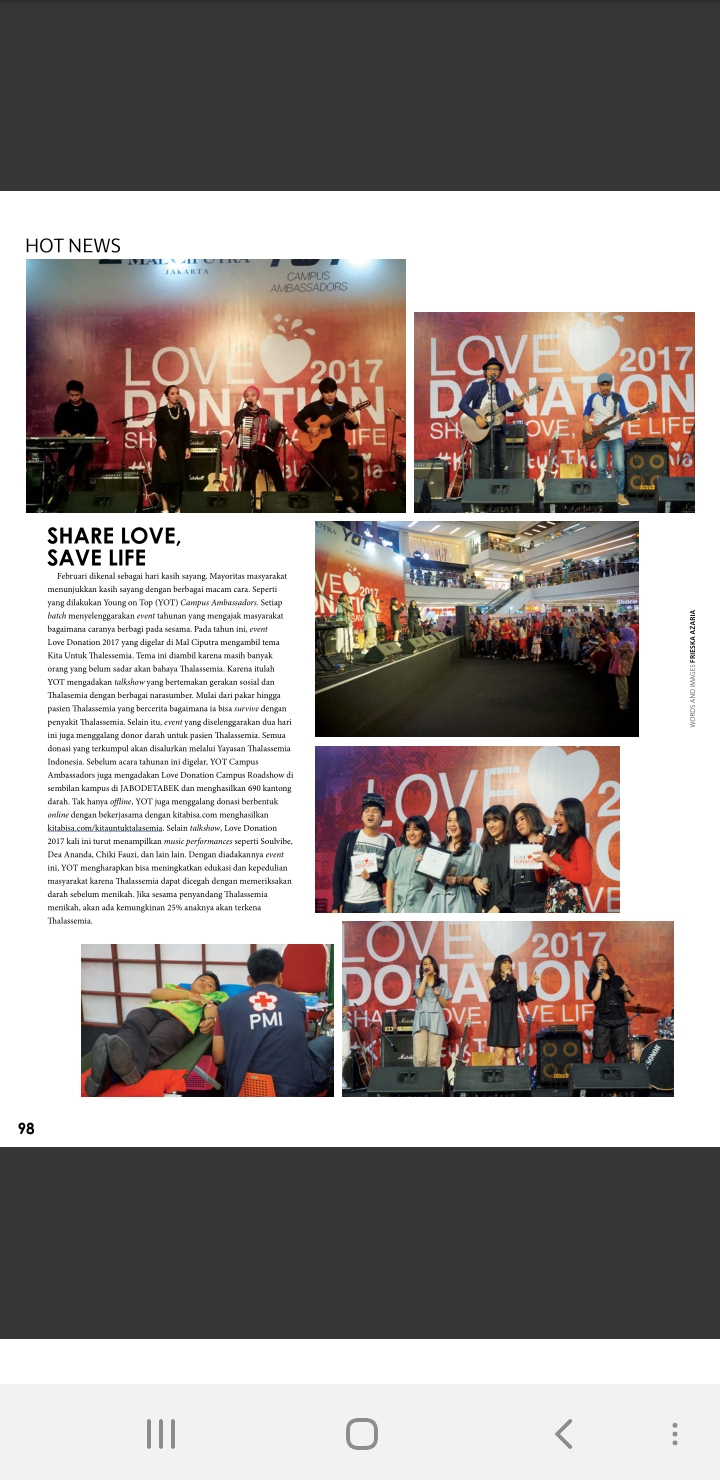 HOT NEWS
MAL CIPUTRA
JAKARTA
YOT
CAMPUS
AMBASSADORS
LOVE 2017
DONATION
LOVE 2017
DONATION
SHARE LOVE,
SAVE LIFE
Februari dikenal sebagai hari kasih sayang. Mayoritas masyarakat
menunjukkan kasih sayang dengan berbagai macam cara. Seperti
yang dilakukan Young on Top (YOT) Campus Ambassadors. Setiap
batch menyelenggarakan event tahunan yang mengajak masyarakat
bagaimana caranya berbagi pada sesama. Pada tahun ini, event
Love Donation 2017 yang digelar di Mal Ciputra mengambil tema
Kita Untuk Thalessemia. Tema ini diambil karena masih banyak
orang yang belum sadar akan bahaya Thalassemia. Karena itulah
YOT mengadakan talkshow yang bertemakan gerakan sosial dan
Thalasemia dengan berbagai narasumber. Mulai dari pakar hingga
pasien Thalassemia yang bercerita bagaimana ia bisa survive dengan
penyakit Thalassemia. Selain itu, event yang diselenggarakan dua hari
ini juga menggalang donor darah untuk pasien Thalassemia. Semua
donasi yang terkumpul akan disalurkan melalui Yayasan Thalassemia
Indonesia. Sebelum acara tahunan ini digelar, YOT Campus
Ambassadors juga mengadakan Love Donation Campus Roadshow di
sembilan kampus di JABODETABEK dan menghasilkan 690 kantong
darah. Tak hanya offline, YOT juga menggalang donasi berbentuk
online dengan bekerjasama dengan kitabisa.com menghasilkan
kitabisa.com/kitauntuktalasemia. Selain talkshow, Love Donation
2017 kali ini turut menampilkan music performances seperti Soulvibe,
Dea Ananda, Chiki Fauzi, dan lain lain. Dengan diadakannya event
ini, YOT mengharapkan bisa meningkatkan edukasi dan kepedulian
masyarakat karena Thalassemia dapat dicegah dengan memeriksakan
darah sebelum menikah. Jika sesama penyandang Thalassemia
menikah, akan ada kemungkinan 25% anaknya akan terkena
Thalassemia.
YOT
Share
WORDS AND IMAGES FRIESKA AZARIA
LOVE 2
PMI
LOVE 2017
DONATION
Marshall
SONOR
98